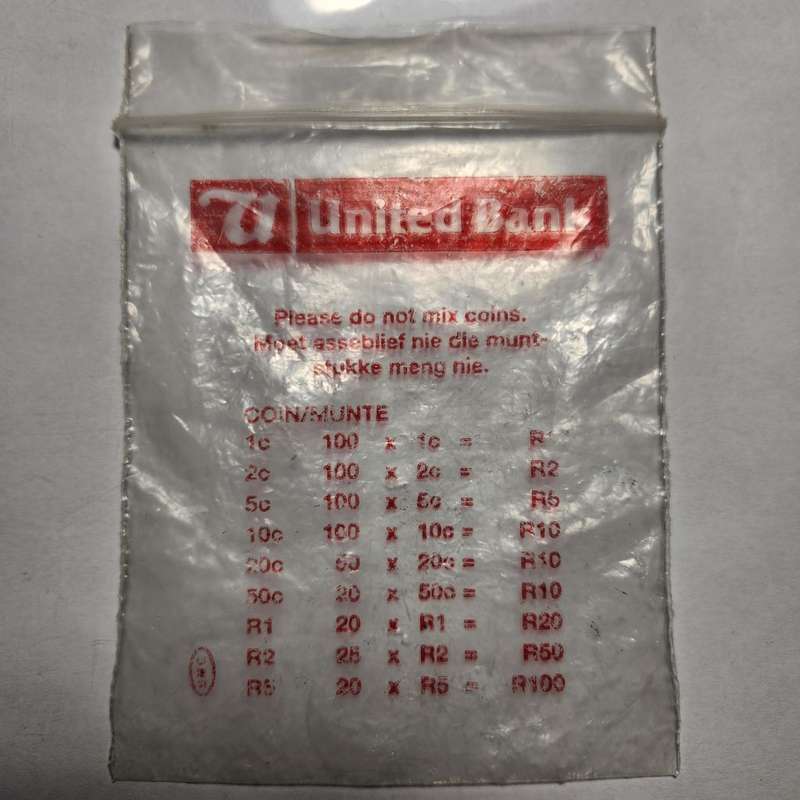 United Bank
Please do not mix coins.
Moet asseblief nie die munt-
stukke meng nie.
COIN/MUNTE
1c 100 x 1c = R1
2c 100 x 2c = R2
5c 100 x 5c = R5
10c 100 x 10c = R10
20c 50 x 20c = R10
50c 20 x 50c = R10
R1 20 x R1 = R20
R2 25 x R2 = R50
R5 20 x R5 = R100